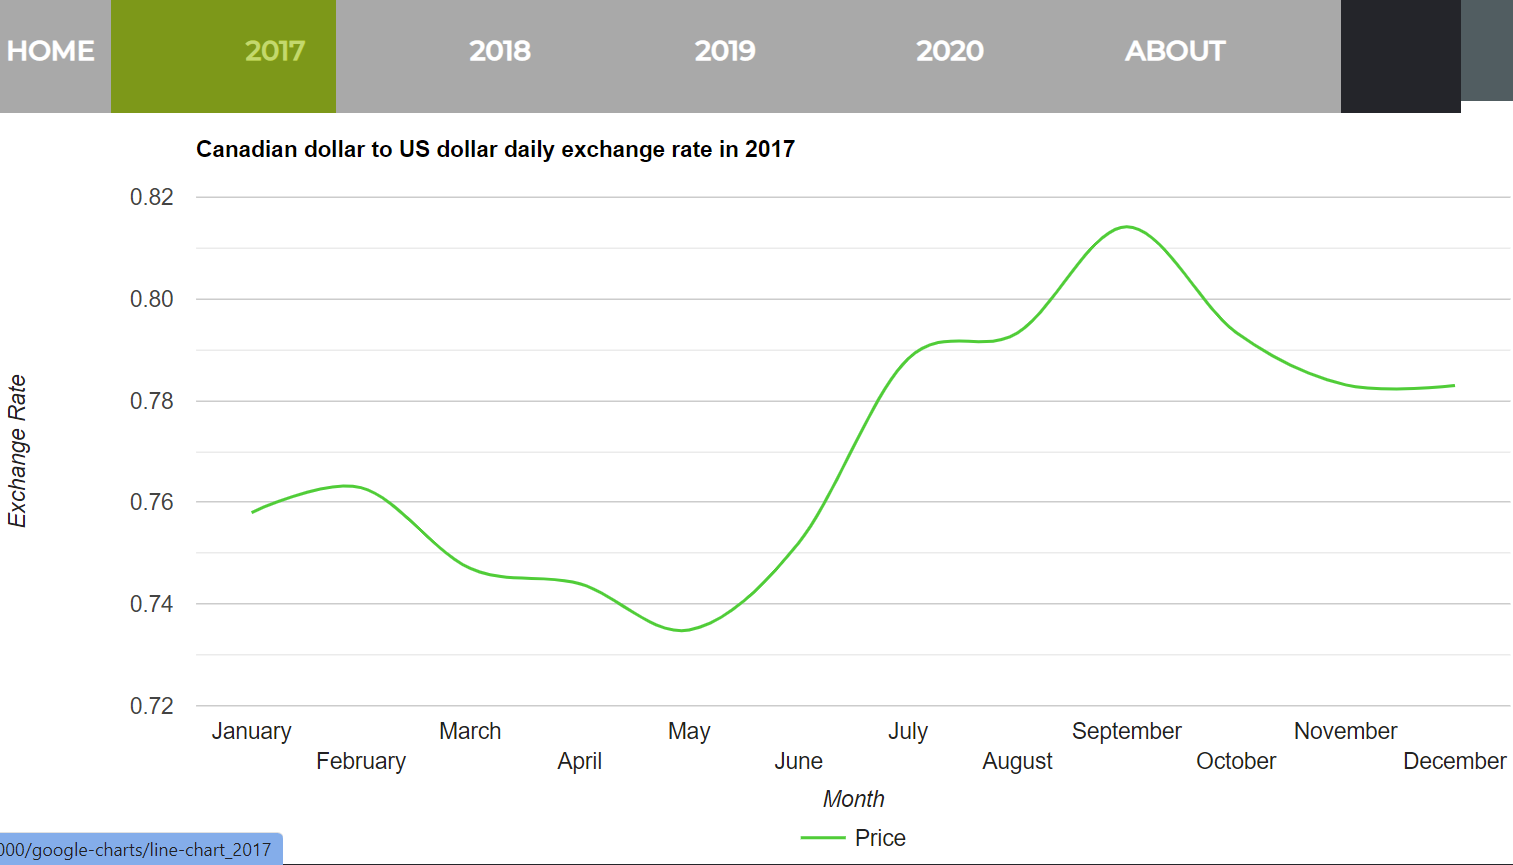 HOME 2017 2018 2019 2020 ABOUT
Canadian dollar to US dollar daily exchange rate in 2017
0.82
0.80
0.78
0.76
0.74
0.72
Exchange Rate
January March May July September November
February April June August October December
Month
Price
000/google-charts/line-chart_2017